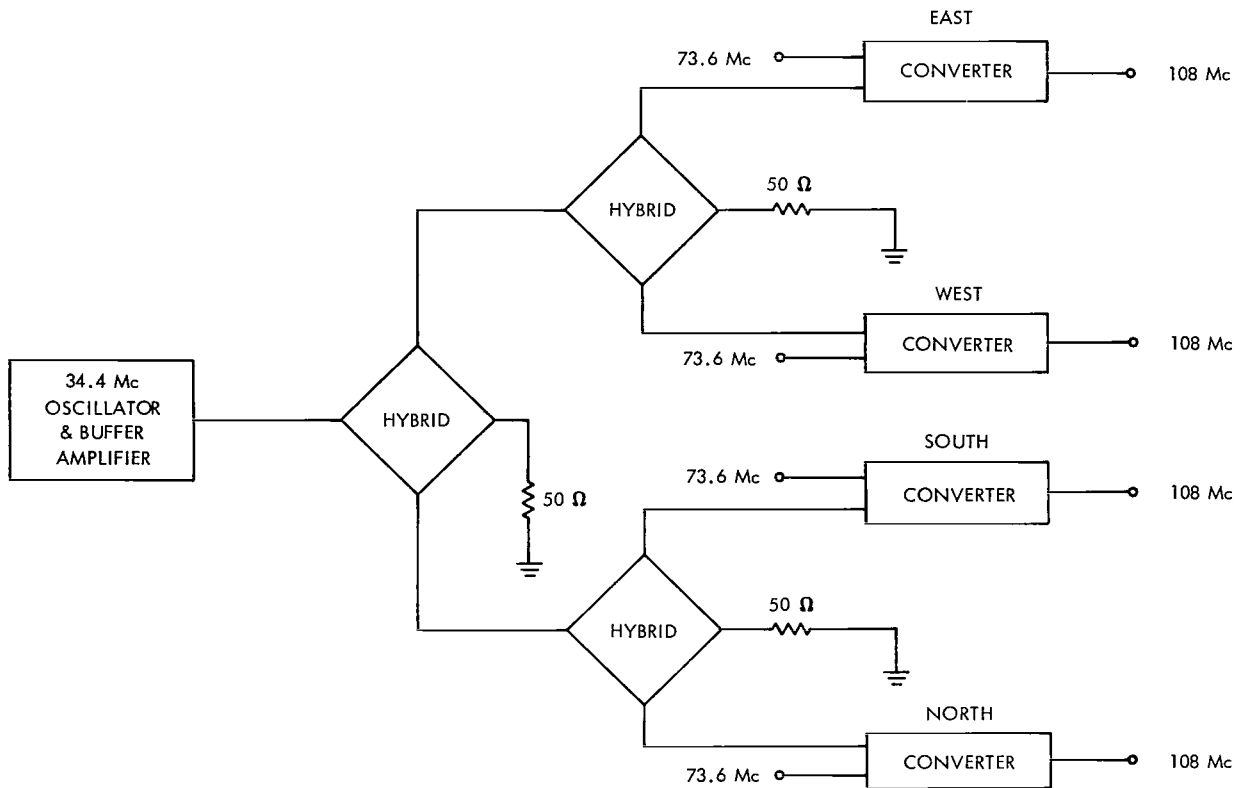 EAST
73.6 Mc
CONVERTER
108 Mc
50 Ω
HYBRID
WEST
CONVERTER
108 Mc
73.6 Mc
34.4 Mc
OSCILLATOR
& BUFFER
AMPLIFIER
HYBRID
50 Ω
SOUTH
73.6 Mc
CONVERTER
108 Mc
50 Ω
HYBRID
NORTH
CONVERTER
108 Mc
73.6 Mc